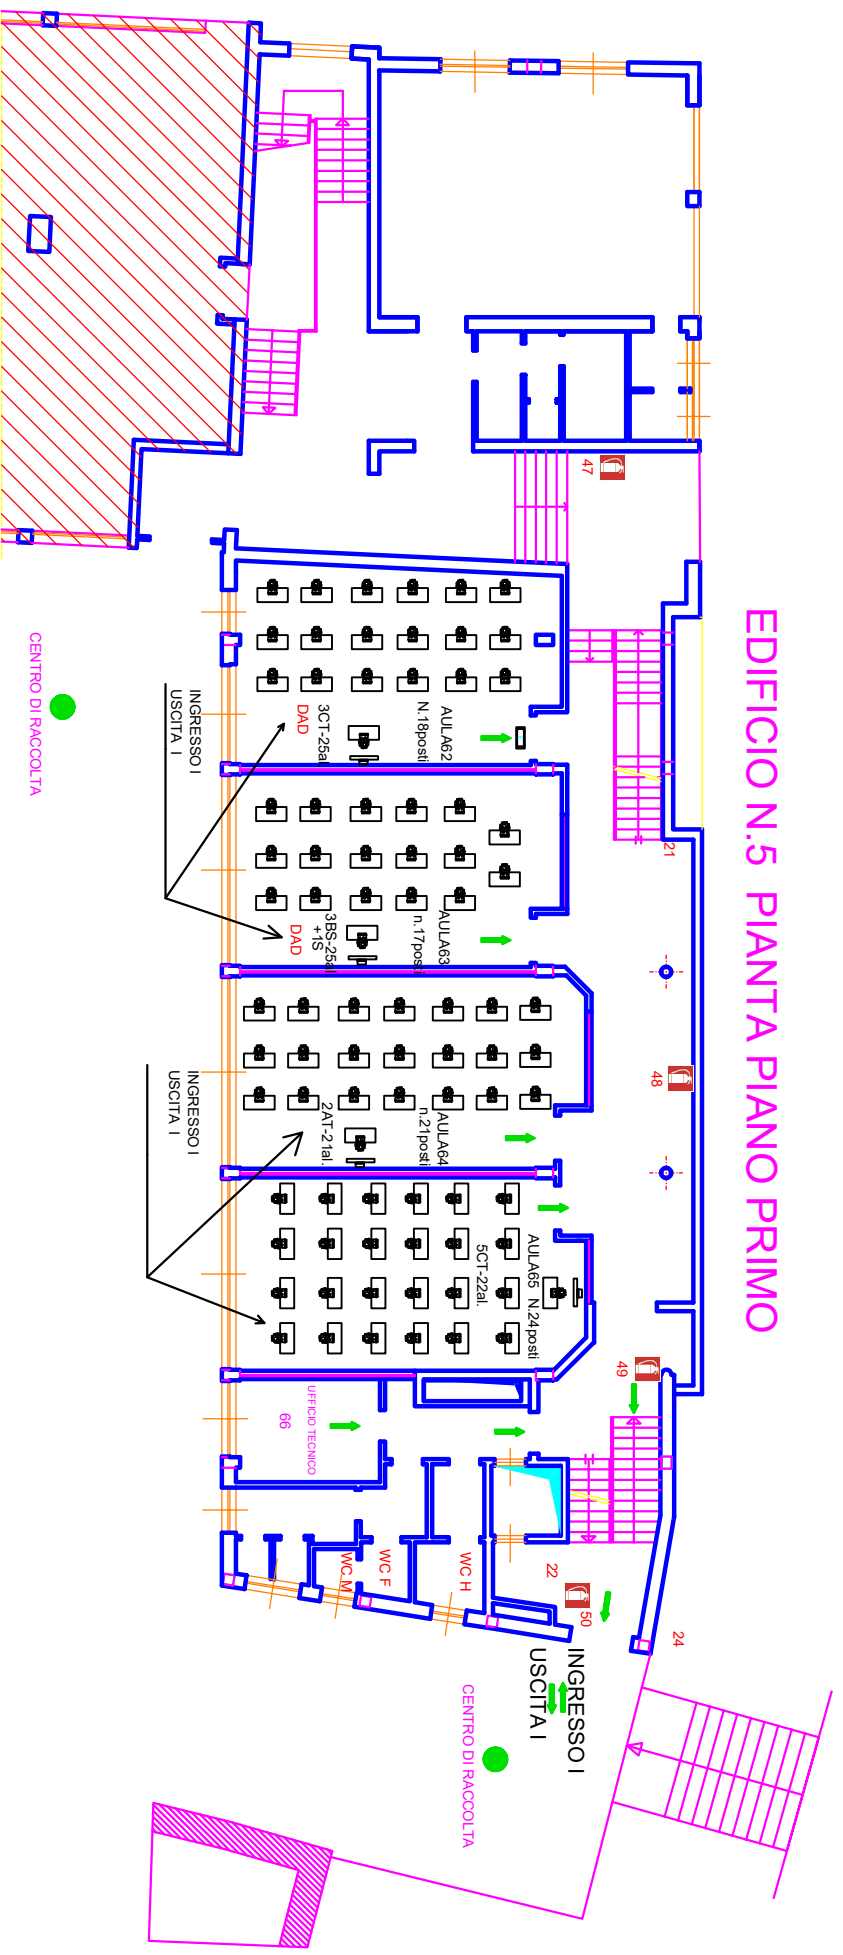 EDIFICIO N.5 PIANTA PIANO PRIMO
47
21
48
49
22
50
24
AULA62
N.18posti
3CT-25al
DAD
AULA63
n.17posti
3BS-25al
+1S
DAD
AULA64
n.21posti
2AT-21al.
AULA65 N.24posti
5CT-22al.
UFFICIO TECNICO
66
WC M
WC F
WC H
INGRESSO I
USCITA I
INGRESSO I
USCITA I
INGRESSO I
USCITA I
CENTRO DI RACCOLTA
CENTRO DI RACCOLTA